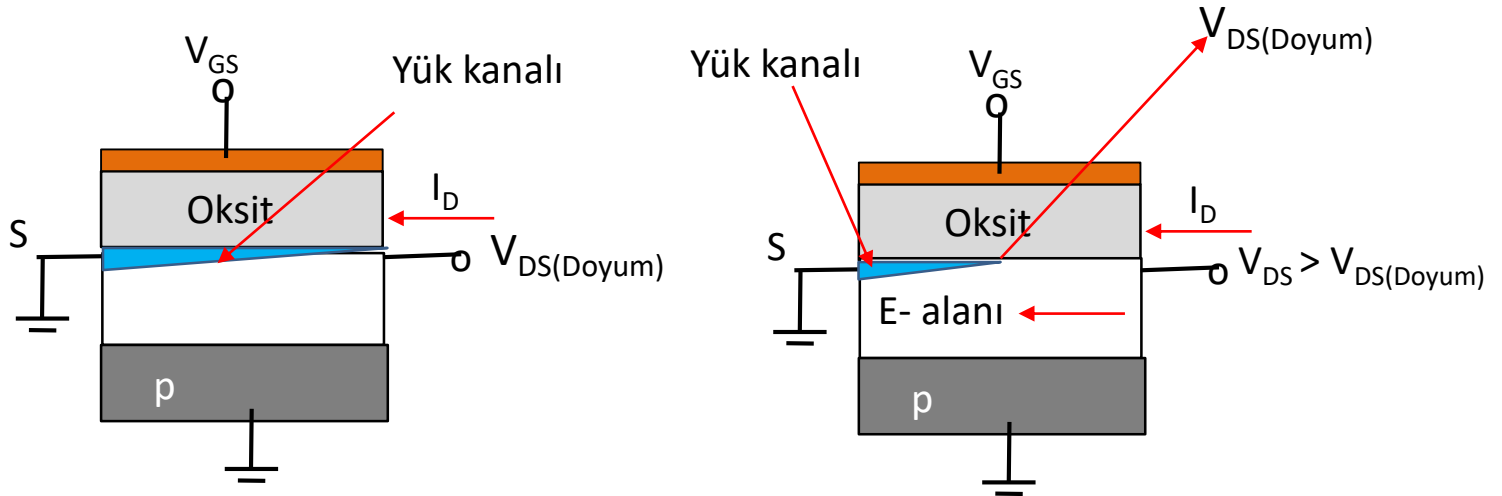 V_GS
Yük kanalı
Oksit
I_D
S
V_DS(Doyum)
p
V_DS(Doyum)
Yük kanalı
V_GS
Oksit
I_D
S
V_DS > V_DS(Doyum)
E- alanı
p